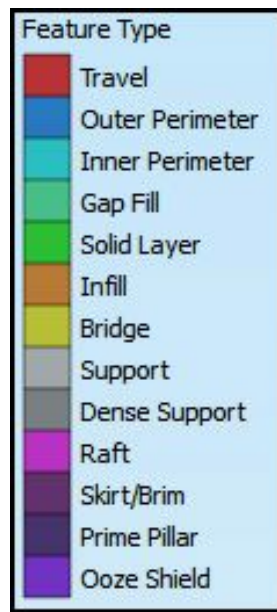 Feature Type
Travel
Outer Perimeter
Inner Perimeter
Gap Fill
Solid Layer
Infill
Bridge
Support
Dense Support
Raft
Skirt/Brim
Prime Pillar
Ooze Shield